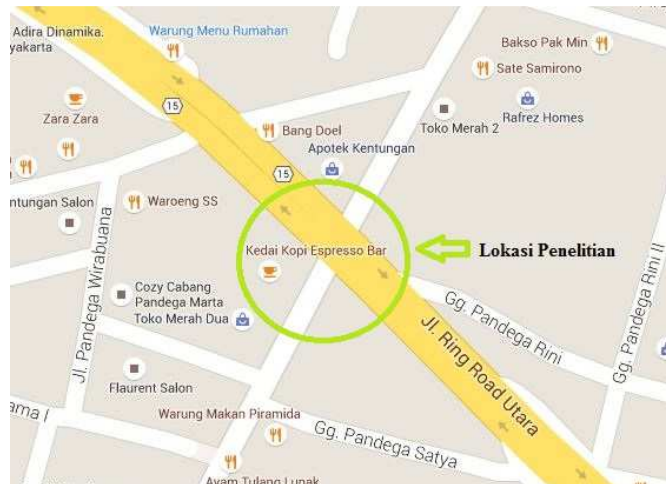 Adira Dinamika.
yakarta
Warung Menu Rumahan
Bakso Pak Min
Sate Samirono
Rafrez Homes
Toko Merah 2
15
Zara Zara
Bang Doel
Apotek Kentungan
15
Waroeng SS
ntungan Salon
Jl. Pandega Wirabuana
Kedai Kopi Espresso Bar
Lokasi Penelitian
Cozy Cabang
Pandega Marta
Toko Merah Dua
Gg. Pandega Rini
Gg. Pandega Rini II
Jl. Ring Road Utara
Flaurent Salon
ama I
Warung Makan Piramida
Gg. Pandega Satya
Ayam Tulang Lunak